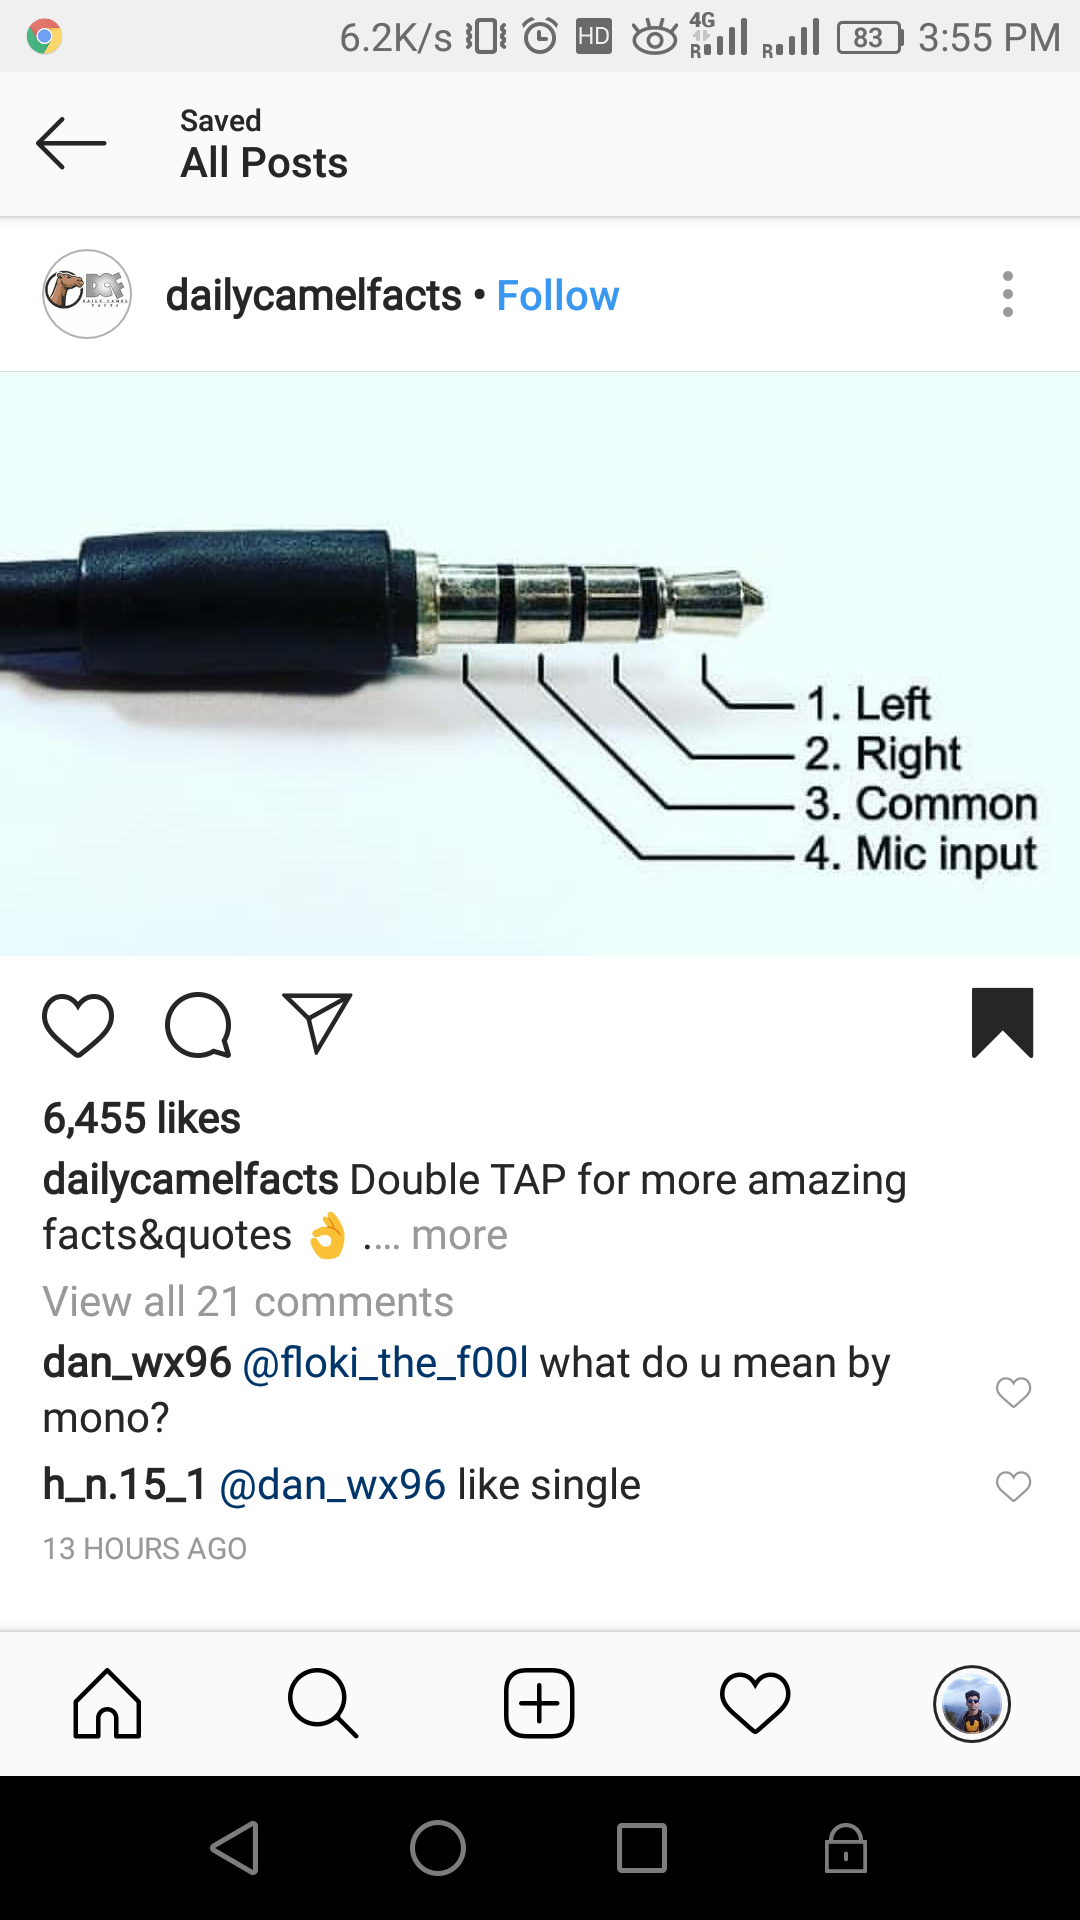 6.2K/s HD 4G R R 83 3:55 PM
Saved
All Posts
dailycamelfacts • Follow
1. Left
2. Right
3. Common
4. Mic input
6,455 likes
dailycamelfacts Double TAP for more amazing
facts&quotes 👌 .... more
View all 21 comments
dan_wx96 @floki_the_f00l what do u mean by
mono?
h_n.15_1 @dan_wx96 like single
13 HOURS AGO